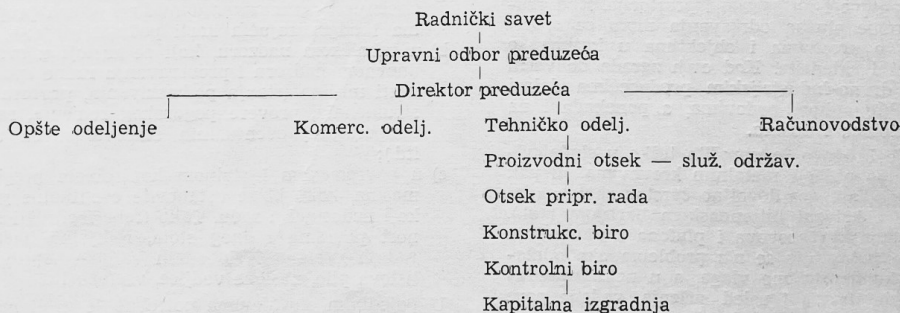 Radnički savet
Upravni odbor preduzeća
Direktor preduzeća
Opšte odeljenje Komerc. odelj. Tehničko odelj. Računovodstvo
Proizvodni otsek — služ. održav.
Otsek pripr. rada
Konstrukc. biro
Kontrolni biro
Kapitalna izgradnja